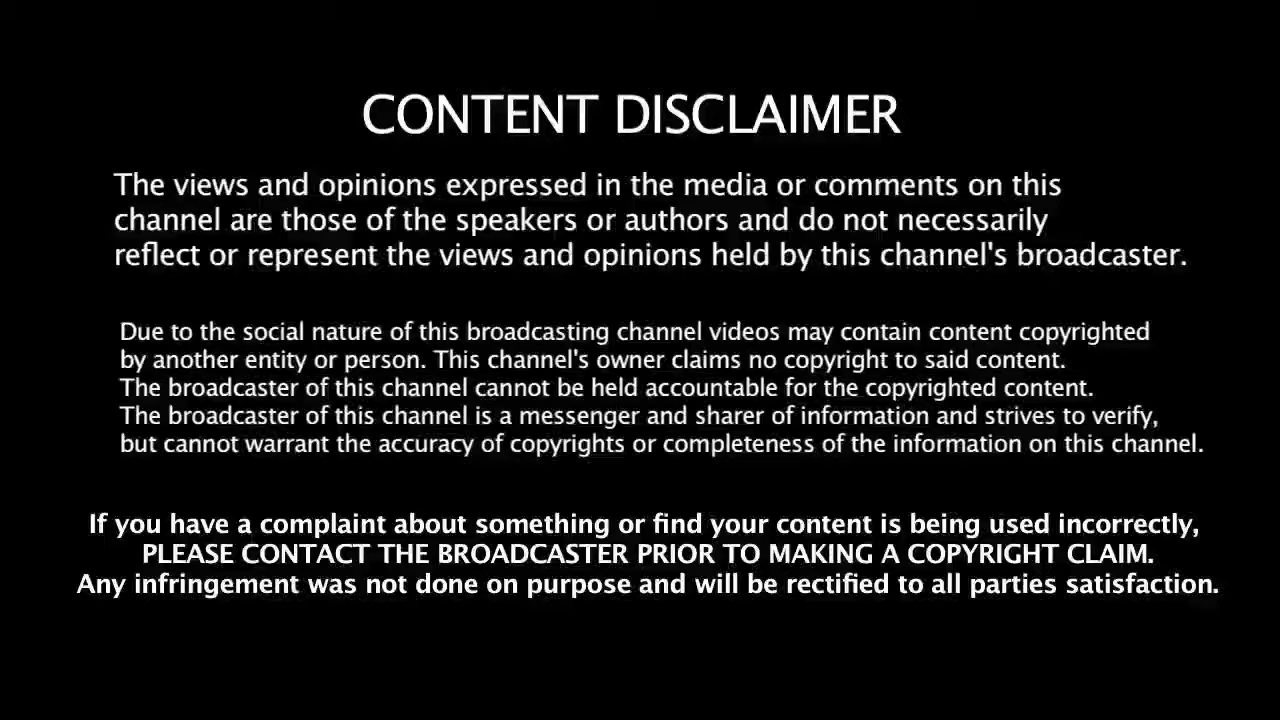 CONTENT DISCLAIMER
The views and opinions expressed in the media or comments on this
channel are those of the speakers or authors and do not necessarily
reflect or represent the views and opinions held by this channel's broadcaster.
Due to the social nature of this broadcasting channel videos may contain content copyrighted
by another entity or person. This channel's owner claims no copyright to said content.
The broadcaster of this channel cannot be held accountable for the copyrighted content.
The broadcaster of this channel is a messenger and sharer of information and strives to verify,
but cannot warrant the accuracy of copyrights or completeness of the information on this channel.
If you have a complaint about something or find your content is being used incorrectly,
PLEASE CONTACT THE BROADCASTER PRIOR TO MAKING A COPYRIGHT CLAIM.
Any infringement was not done on purpose and will be rectified to all parties satisfaction.